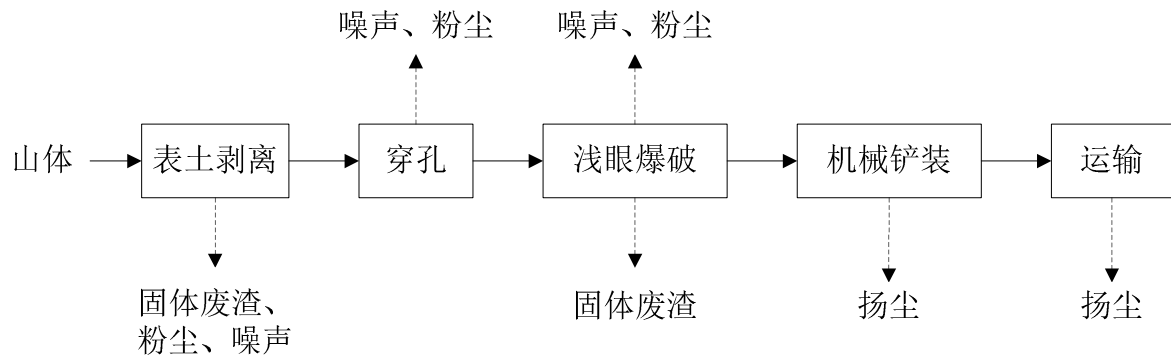 噪声、粉尘
噪声、粉尘
山体
表土剥离
穿孔
浅眼爆破
机械铲装
运输
固体废渣、
粉尘、噪声
固体废渣
扬尘
扬尘